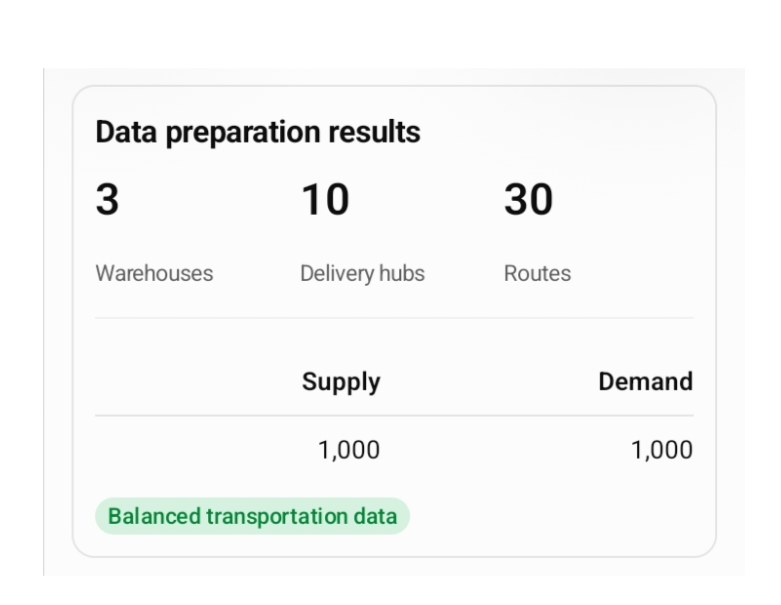 Data preparation results
3 10 30
Warehouses Delivery hubs Routes
Supply Demand
1,000 1,000
Balanced transportation data